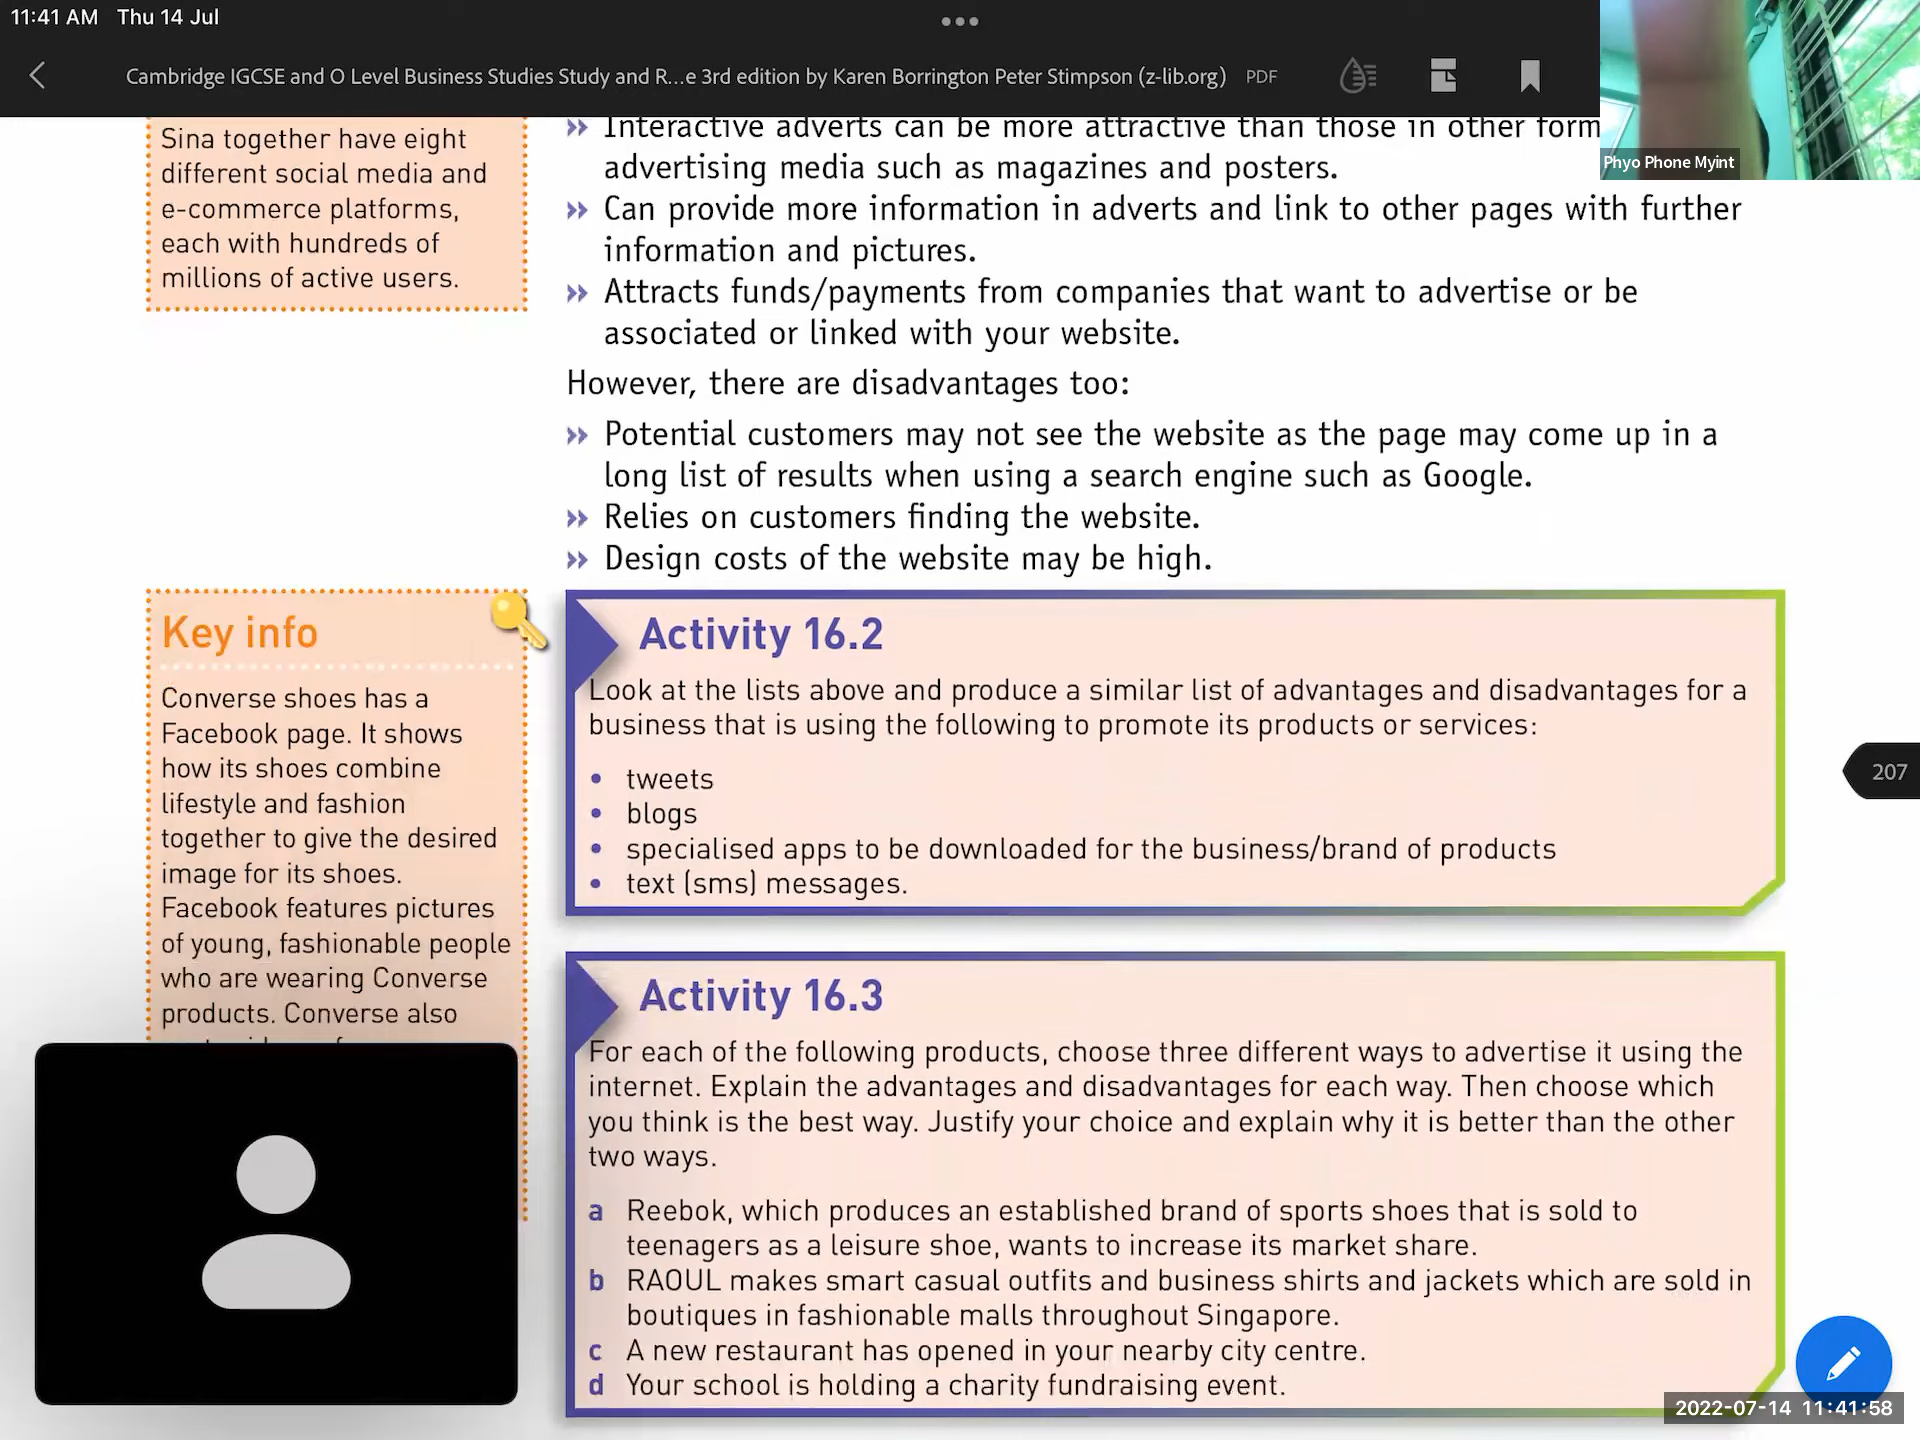 11:41 AM Thu 14 Jul
Cambridge IGCSE and O Level Business Studies Study and R...e 3rd edition by Karen Borrington Peter Stimpson (z-lib.org) PDF
Phyo Phone Myint
Sina together have eight
different social media and
e-commerce platforms,
each with hundreds of
millions of active users.
» Interactive adverts can be more attractive than those in other form
advertising media such as magazines and posters.
» Can provide more information in adverts and link to other pages with further
information and pictures.
» Attracts funds/payments from companies that want to advertise or be
associated or linked with your website.
However, there are disadvantages too:
» Potential customers may not see the website as the page may come up in a
long list of results when using a search engine such as Google.
» Relies on customers finding the website.
» Design costs of the website may be high.
Key info
Converse shoes has a
Facebook page. It shows
how its shoes combine
lifestyle and fashion
together to give the desired
image for its shoes.
Facebook features pictures
of young, fashionable people
who are wearing Converse
products. Converse also
Activity 16.2
Look at the lists above and produce a similar list of advantages and disadvantages for a
business that is using the following to promote its products or services:
• tweets
• blogs
• specialised apps to be downloaded for the business/brand of products
• text (sms) messages.
207
Activity 16.3
For each of the following products, choose three different ways to advertise it using the
internet. Explain the advantages and disadvantages for each way. Then choose which
you think is the best way. Justify your choice and explain why it is better than the other
two ways.
a Reebok, which produces an established brand of sports shoes that is sold to
teenagers as a leisure shoe, wants to increase its market share.
b RAOUL makes smart casual outfits and business shirts and jackets which are sold in
boutiques in fashionable malls throughout Singapore.
c A new restaurant has opened in your nearby city centre.
d Your school is holding a charity fundraising event.
2022-07-14 11:41:58